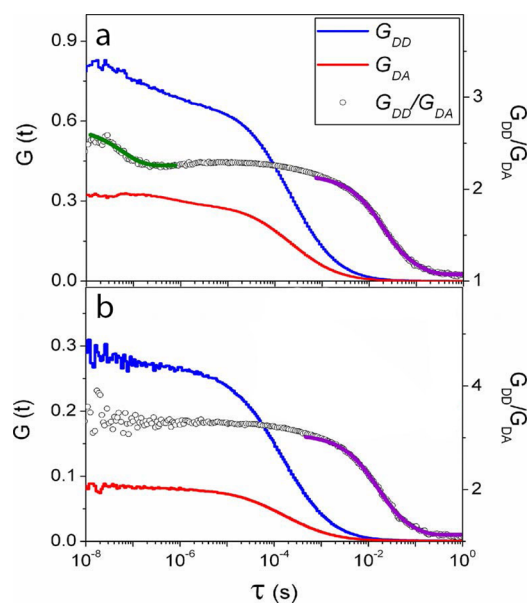 a
G_DD
G_DA
G_DD/G_DA
0.9
0.6
0.3
0.0
G (t)
3
2
1
G_DD/G_DA
b
0.3
0.2
0.1
0.0
G (t)
4
2
G_DD/G_DA
10^-8
10^-6
10^-4
10^-2
10^0
τ (s)